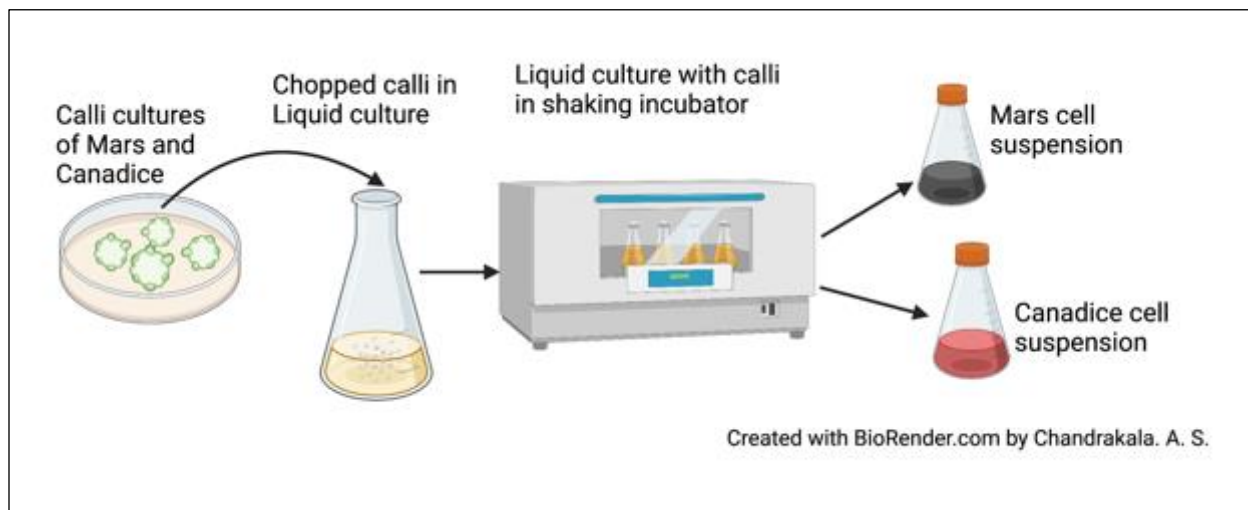 Calli cultures
of Mars and
Canadice
Chopped calli in
Liquid culture
Liquid culture with calli
in shaking incubator
Mars cell
suspension
Canadice cell
suspension
Created with BioRender.com by Chandrakala. A. S.